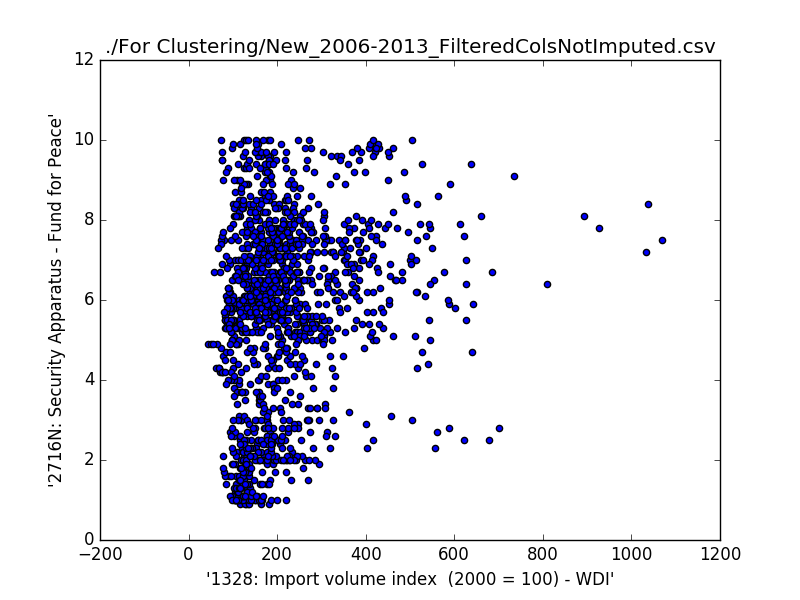 ./For Clustering/New_2006-2013_FilteredColsNotImputed.csv
12
10
8
6
4
2
0
'2716N: Security Apparatus - Fund for Peace'
−200 0 200 400 600 800 1000 1200
'1328: Import volume index  (2000 = 100) - WDI'